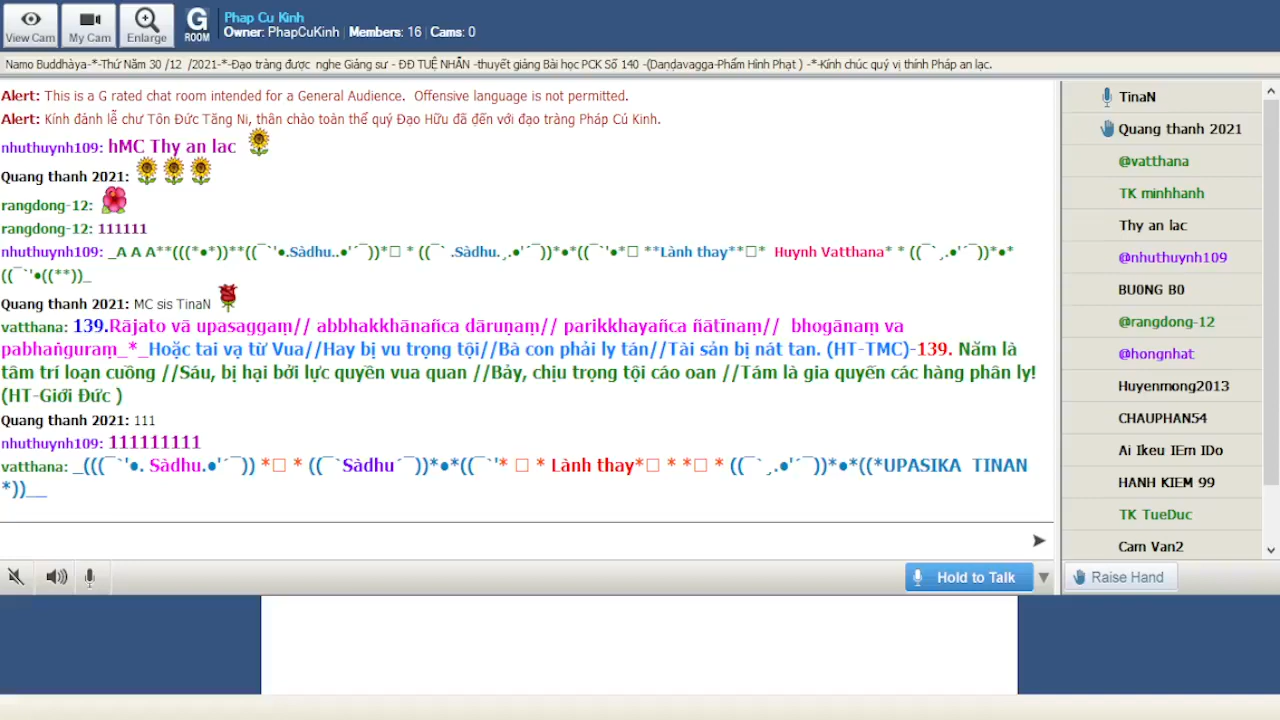 View Cam
My Cam
Enlarge
G
ROOM
Phap Cu Kinh
Owner: PhapCuKinh | Members: 16 | Cams: 0
Namo Buddhàya-*-Thứ Năm 30 /12 /2021-*-Đạo tràng được nghe Giảng sư - ĐĐ TUỆ NHÂN -thuyết giảng Bài học PCK Số 140 -(Daṇḍavagga-Phẩm Hình Phạt ) -*-Kính chúc quý vị thính Pháp an lạc.
Alert: This is a G rated chat room intended for a General Audience. Offensive language is not permitted.
Alert: Kính đảnh lễ chư Tôn Đức Tăng Ni, thân chào toàn thể quý Đạo Hữu đã đến với đạo tràng Pháp Cú Kinh.
nhuthuynh109: hMC Thy an lac
Quang thanh 2021:
rangdong-12:
rangdong-12: 111111
nhuthuynh109: _A A A**(((*•*))**((¯`'•.Sàdhu..•'´¯))*□ * ((¯` .Sàdhu.¸.•'´¯))*•*((¯`'•*□ **Lành thay**□* Huynh Vatthana* * ((¯`¸.•'´¯))*•*
((¯`'•((**))_
Quang thanh 2021: MC sis TinaN
vatthana: 139.Rājato vā upasaggaṃ// abbhakkhānañca dāruṇaṃ// parikkhayañca ñātīnaṃ// bhogānaṃ va
pabhaṅguraṃ_*_Hoặc tai vạ từ Vua//Hay bị vu trọng tội//Bà con phải ly tán//Tài sản bị nát tan. (HT-TMC)-139. Năm là
tâm trí loạn cuồng //Sáu, bị hại bởi lực quyền vua quan //Bảy, chịu trọng tội cáo oan //Tám là gia quyến các hàng phân ly!
(HT-Giới Đức )
Quang thanh 2021: 111
nhuthuynh109: 111111111
vatthana: _(((¯`'•. Sàdhu.•'´¯)) *□ * ((¯`Sàdhu´¯))*•*((¯`'* □ * Lành thay*□ * *□ * ((¯`¸.•'´¯))*•*((*UPASIKA TINAN
*))__
Hold to Talk
TinaN
Quang thanh 2021
@vatthana
TK minhhanh
Thy an lac
@nhuthuynh109
BU0NG B0
@rangdong-12
@hongnhat
Huyenmong2013
CHAUPHAN54
Ai Ikeu IEm IDo
HANH KIEM 99
TK TueDuc
Cam Van2
Raise Hand